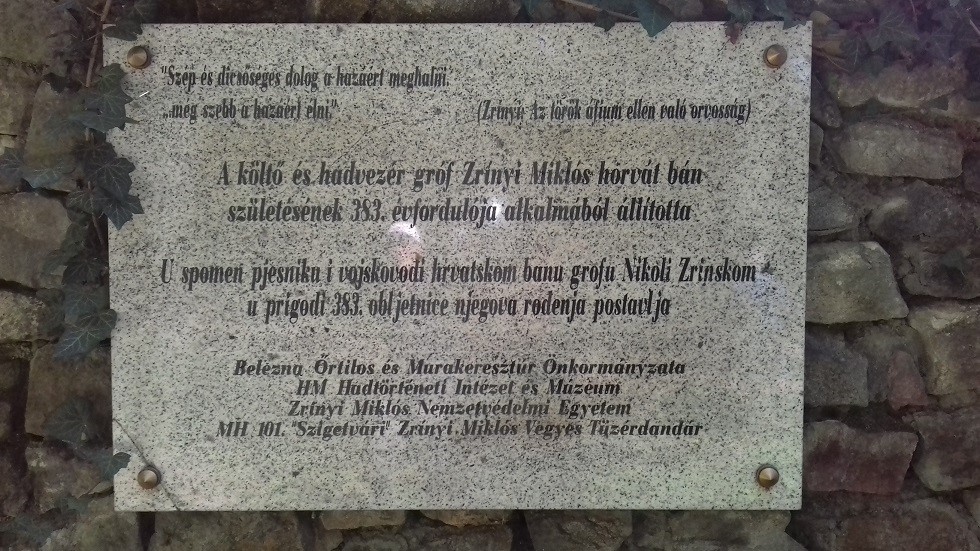 "Szép és dicsőséges dolog a hazáért meghalni.
...még szebb a hazáért élni"    (Zrínyi: Az török áfium ellen való orvosság)
A költő és hadvezér gróf Zrínyi Miklós horvát bán
születésének 383. évfordulója alkalmából állította
U spomen pjesniku i vojskovođi hrvatskom banu grofu Nikoli Zrinskom
u prigodi 383. obljetnice njegova rođenja postavlja
Belezna, Őrtilos és Murakeresztúr Önkormányzata
HM Hadtörténeti Intézet és Múzeum
Zrínyi Miklós Nemzetvédelmi Egyetem
MH 101. "Szigetvári" Zrínyi Miklós Vegyes Tüzérdandár